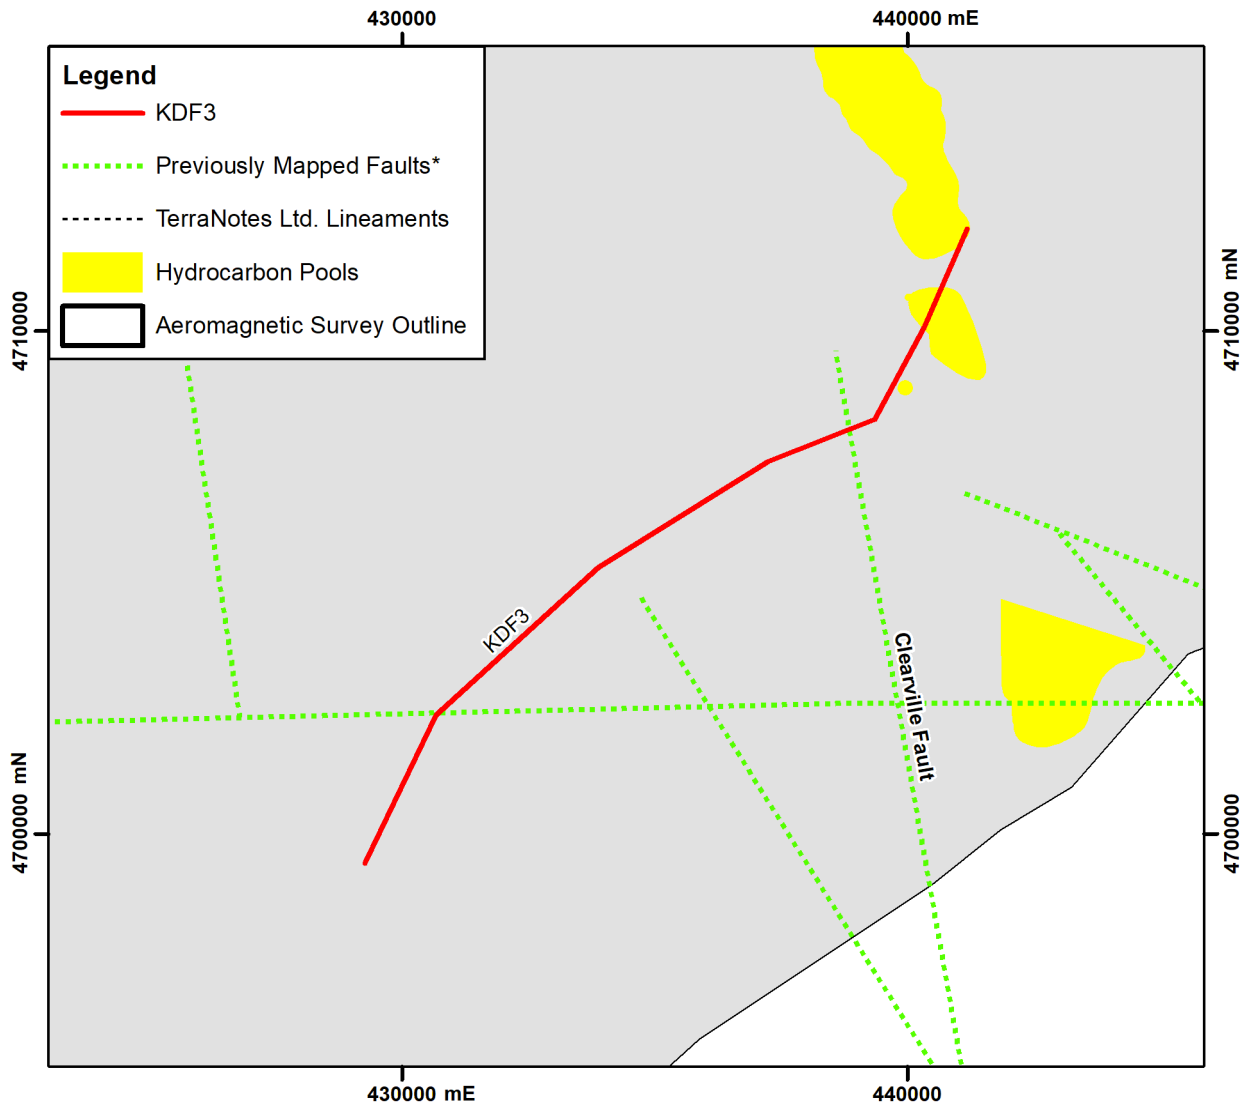 430000
440000 mE
Legend
KDF3
Previously Mapped Faults*
TerraNotes Ltd. Lineaments
Hydrocarbon Pools
Aeromagnetic Survey Outline
4710000
4710000 mN
KDF3
Clearville Fault
4700000 mN
4700000
430000 mE
440000